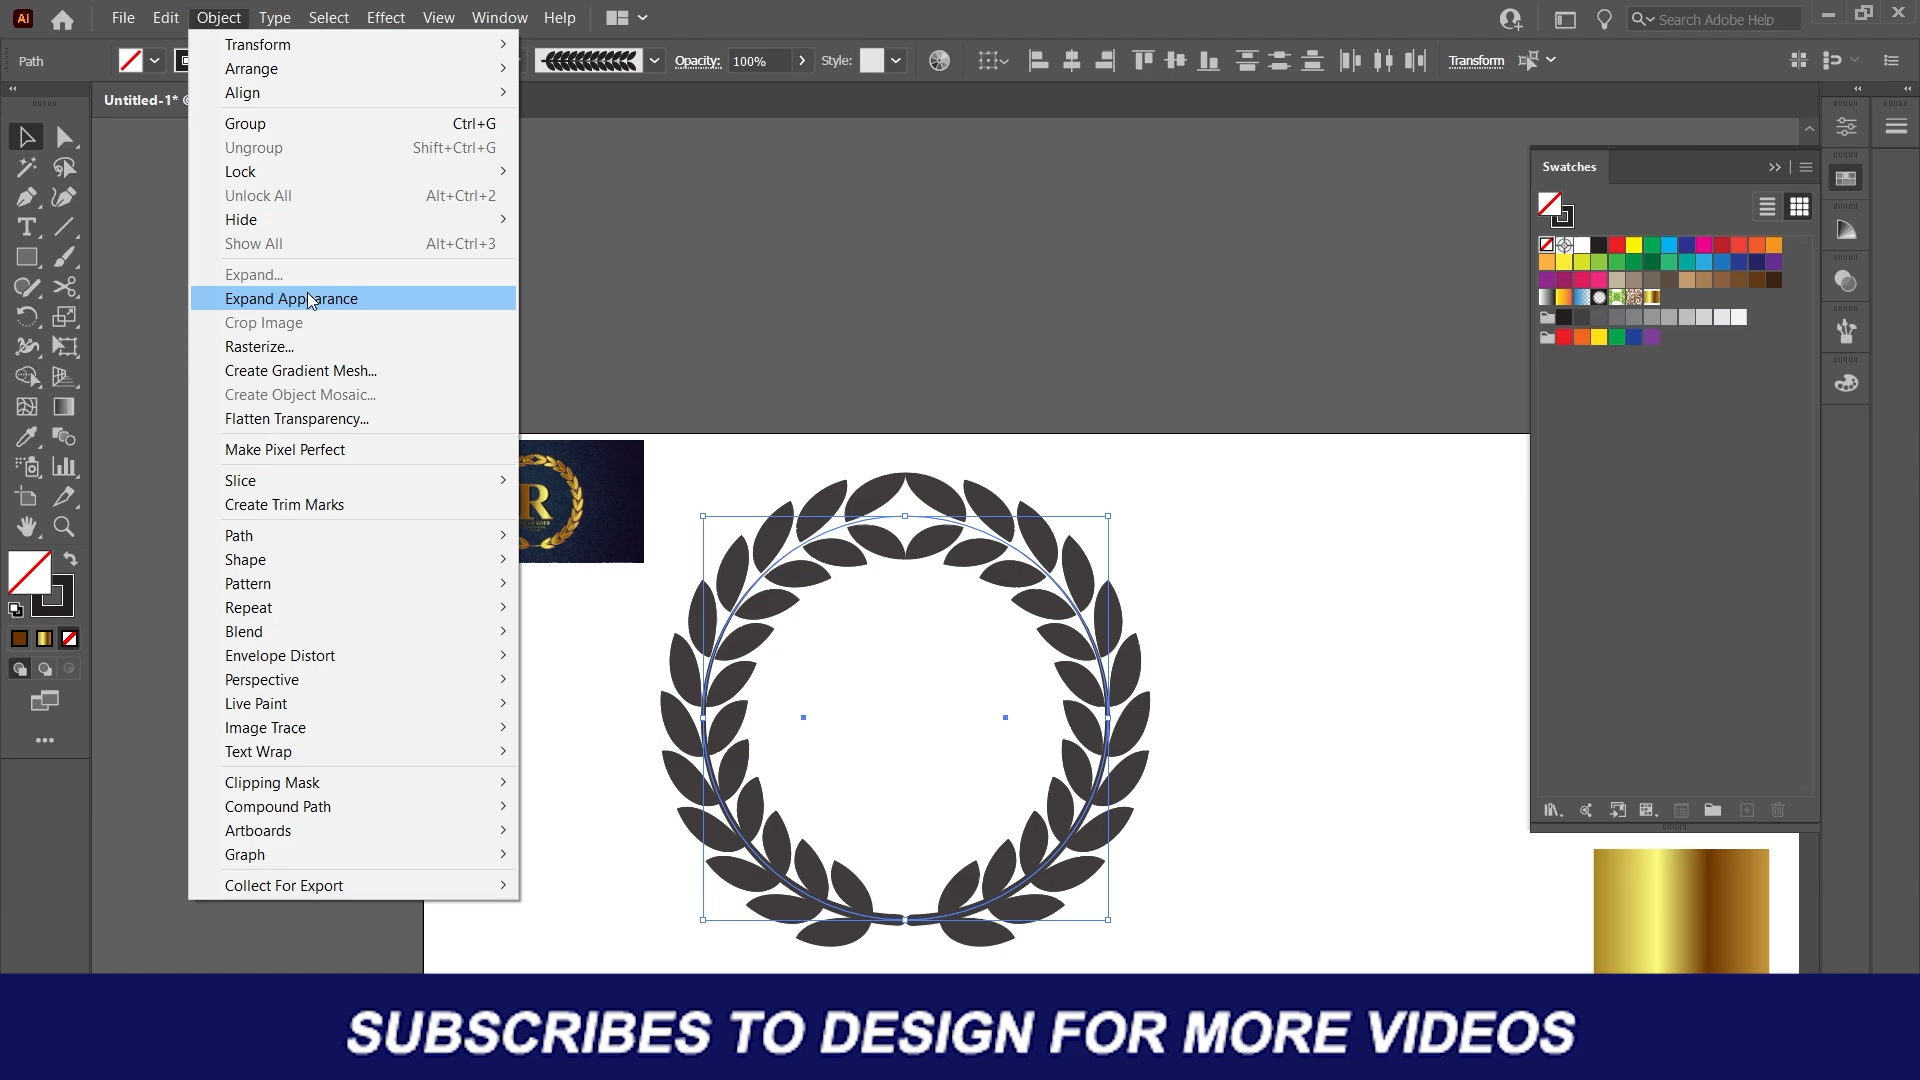 Ai File Edit Object Type Select Effect View Window Help Search Adobe Help
Path Opacity: 100% Style: Transform
Untitled-1*
Transform
Arrange
Align
Group Ctrl+G
Ungroup Shift+Ctrl+G
Lock
Unlock All Alt+Ctrl+2
Hide
Show All Alt+Ctrl+3
Expand...
Expand Appearance
Crop Image
Rasterize...
Create Gradient Mesh...
Create Object Mosaic...
Flatten Transparency...
Make Pixel Perfect
Slice
Create Trim Marks
Path
Shape
Pattern
Repeat
Blend
Envelope Distort
Perspective
Live Paint
Image Trace
Text Wrap
Clipping Mask
Compound Path
Artboards
Graph
Collect For Export
Swatches
R
SUBSCRIBES TO DESIGN FOR MORE VIDEOS